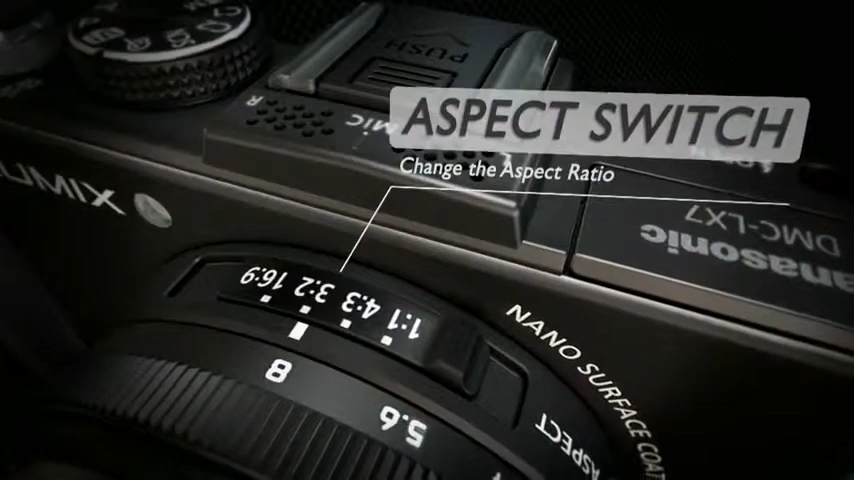 PUSH
R
MIC
ASPECT SWITCH
Change the Aspect Ratio
DMC-LX7
Panasonic
LUMIX
16:9 3:2 4:3 1:1
NANO SURFACE
8
5.6
ASPECT